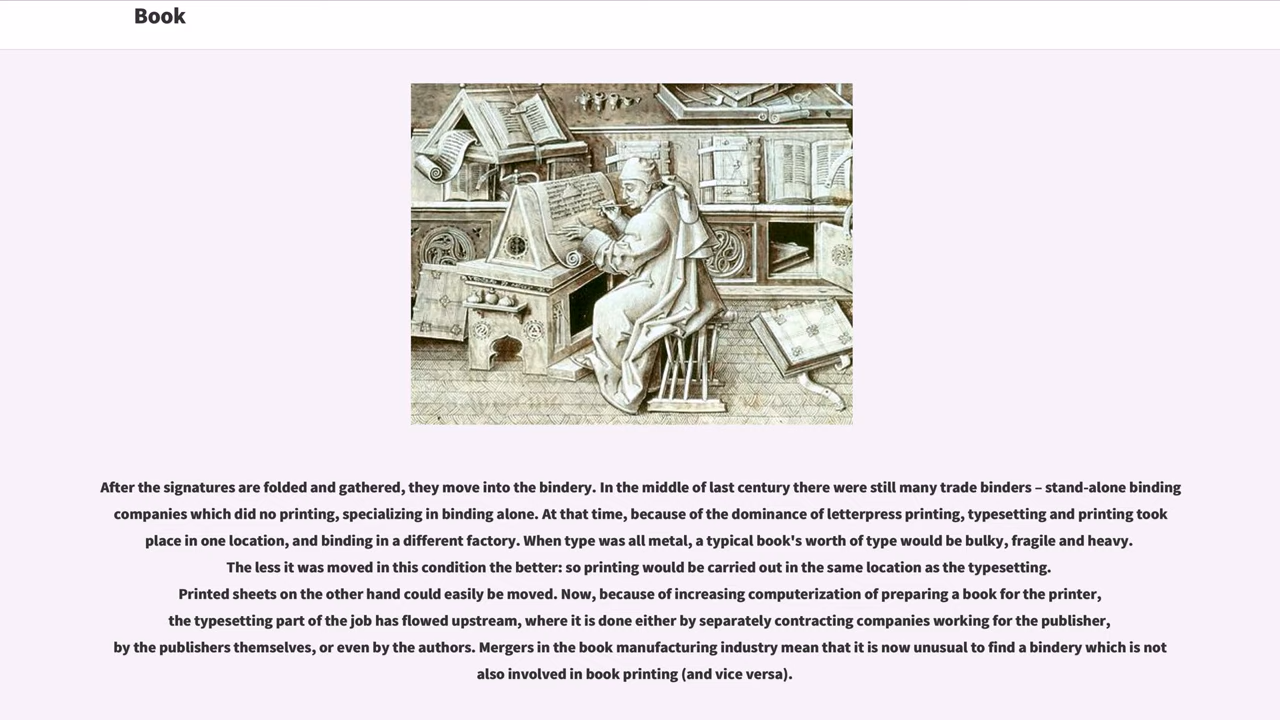 Book
After the signatures are folded and gathered, they move into the bindery. In the middle of last century there were still many trade binders – stand-alone binding
companies which did no printing, specializing in binding alone. At that time, because of the dominance of letterpress printing, typesetting and printing took
place in one location, and binding in a different factory. When type was all metal, a typical book's worth of type would be bulky, fragile and heavy.
The less it was moved in this condition the better: so printing would be carried out in the same location as the typesetting.
Printed sheets on the other hand could easily be moved. Now, because of increasing computerization of preparing a book for the printer,
the typesetting part of the job has flowed upstream, where it is done either by separately contracting companies working for the publisher,
by the publishers themselves, or even by the authors. Mergers in the book manufacturing industry mean that it is now unusual to find a bindery which is not
also involved in book printing (and vice versa).